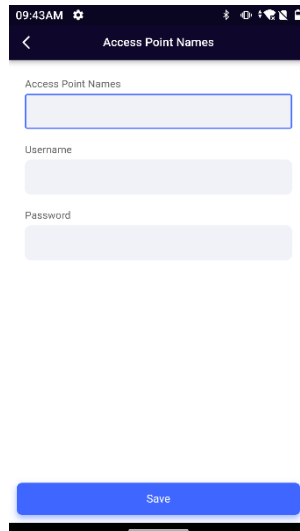 09:43AM
Access Point Names
Access Point Names
Username
Password
Save